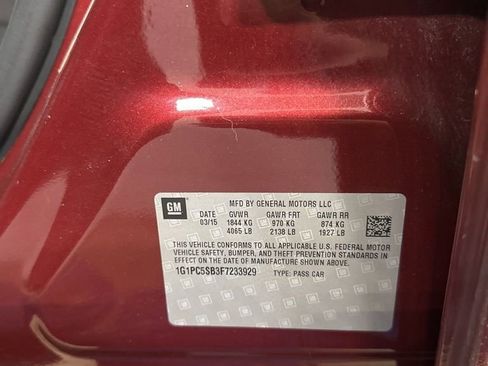 GM
MFD BY GENERAL MOTORS LLC
DATE GVWR GAWR FRT GAWR RR
03/15 1844 KG 970 KG 874 KG
4065 LB 2138 LB 1927 LB
THIS VEHICLE CONFORMS TO ALL APPLICABLE U.S. FEDERAL MOTOR
VEHICLE SAFETY, BUMPER, AND THEFT PREVENTION STANDARDS IN
EFFECT ON THE DATE OF MANUFACTURE SHOWN ABOVE.
1G1PC5SB3F7233929 TYPE: PASS CAR